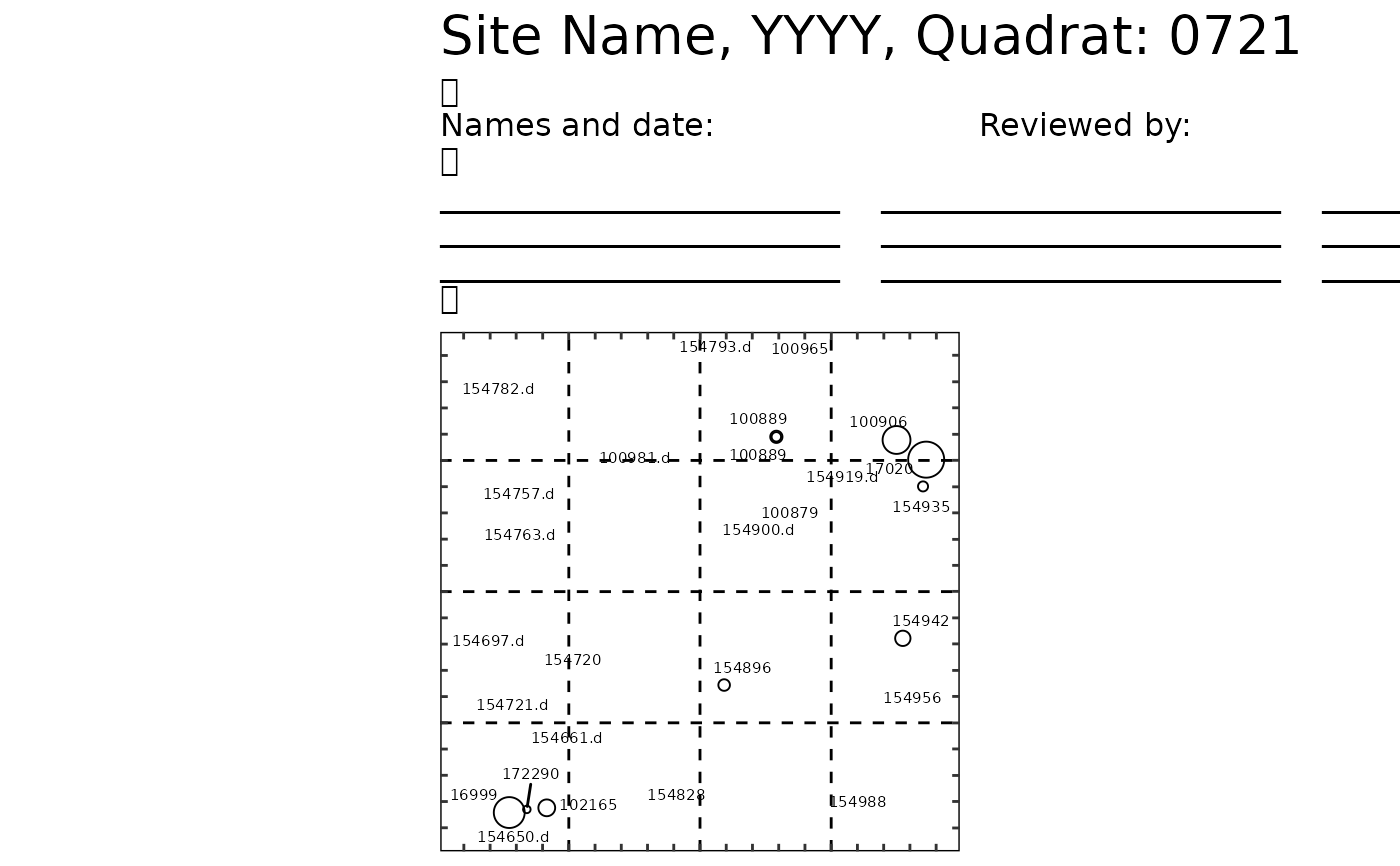 Site Name, YYYY, Quadrat: 0721
Names and date: Reviewed by:
154793.d 100965
154782.d
100889 100906
100981.d 100889
17020
154919.d
154757.d
154935
100879
154763.d 154900.d
154942
154697.d
154720
154896
154956
154721.d
154661.d
172290
16999 154828
102165 154988
154650.d